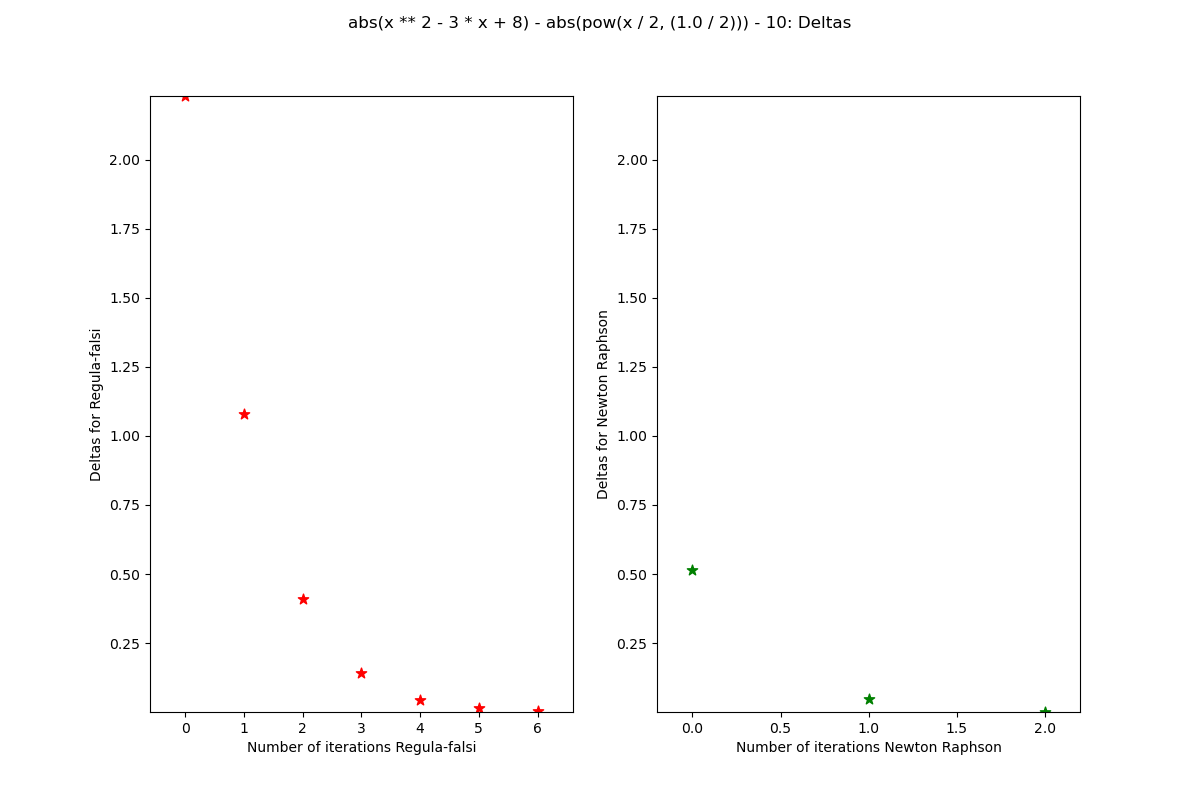 abs(x ** 2 - 3 * x + 8) - abs(pow(x / 2, (1.0 / 2))) - 10: Deltas
Deltas for Regula-falsi
2.00
1.75
1.50
1.25
1.00
0.75
0.50
0.25
0 1 2 3 4 5 6
Number of iterations Regula-falsi
Deltas for Newton Raphson
2.00
1.75
1.50
1.25
1.00
0.75
0.50
0.25
0.0 0.5 1.0 1.5 2.0
Number of iterrations Newton Raphson